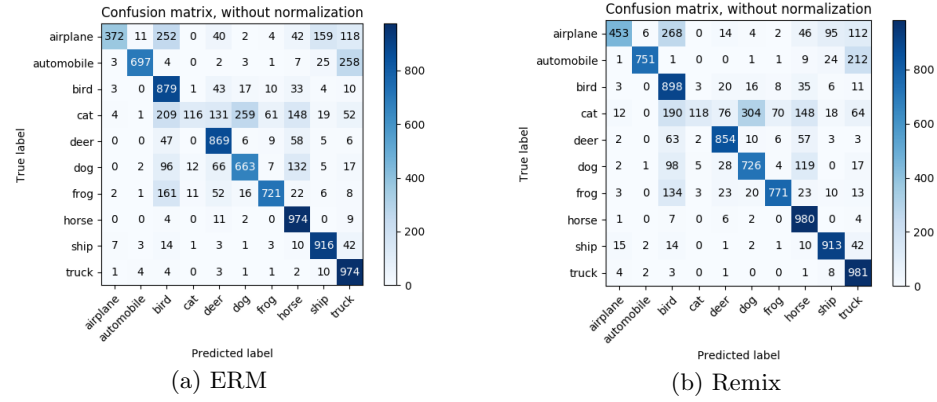 Confusion matrix, without normalization
airplane 372 11 252 0 40 2 4 42 159 118
automobile 3 697 4 0 2 3 1 7 25 258
bird 3 0 879 1 43 17 10 33 4 10
cat 4 1 209 116 131 259 61 148 19 52
deer 0 0 47 0 869 6 9 58 5 6
dog 0 2 96 12 66 663 7 132 5 17
frog 2 1 161 11 52 16 721 22 6 8
horse 0 0 4 0 11 2 0 974 0 9
ship 7 3 14 1 3 1 3 10 916 42
truck 1 4 4 0 3 1 1 2 10 974
True label
airplane automobile bird cat deer dog frog horse ship truck
Predicted label
800
600
400
200
0
(a) ERM
Confusion matrix, without normalization
airplane 453 6 268 0 14 4 2 46 95 112
automobile 1 751 1 0 1 1 1 9 24 212
bird 3 0 898 3 20 16 8 35 6 11
cat 12 0 190 118 76 304 70 148 18 64
deer 2 0 63 2 854 10 6 57 3 3
dog 2 1 98 5 28 726 4 119 0 17
frog 3 0 134 3 23 20 771 23 10 13
horse 1 0 7 0 6 2 0 980 0 4
ship 15 2 14 0 1 2 1 10 913 42
truck 4 2 3 0 1 0 0 1 8 981
True label
airplane automobile bird cat deer dog frog horse ship truck
Predicted label
800
600
400
200
0
(b) Remix